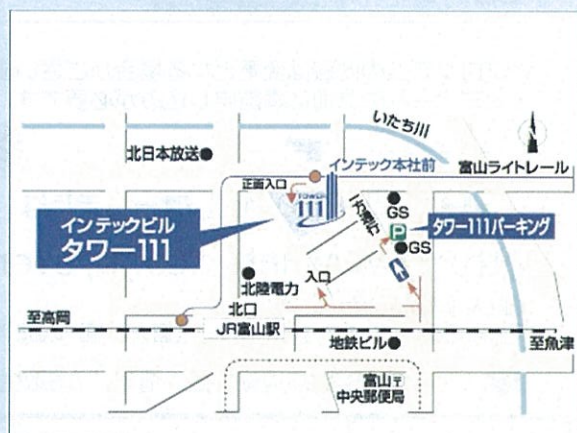 いたち川
北日本放送
インテック本社前
富山ライトレール
正面入口
TOWER
111
GS
インテックビル
タワー111
一方通行
P
タワー111パーキング
GS
北陸電力
入口
北口
至高岡
JR富山駅
地鉄ビル
至魚津
富山〒
中央郵便局